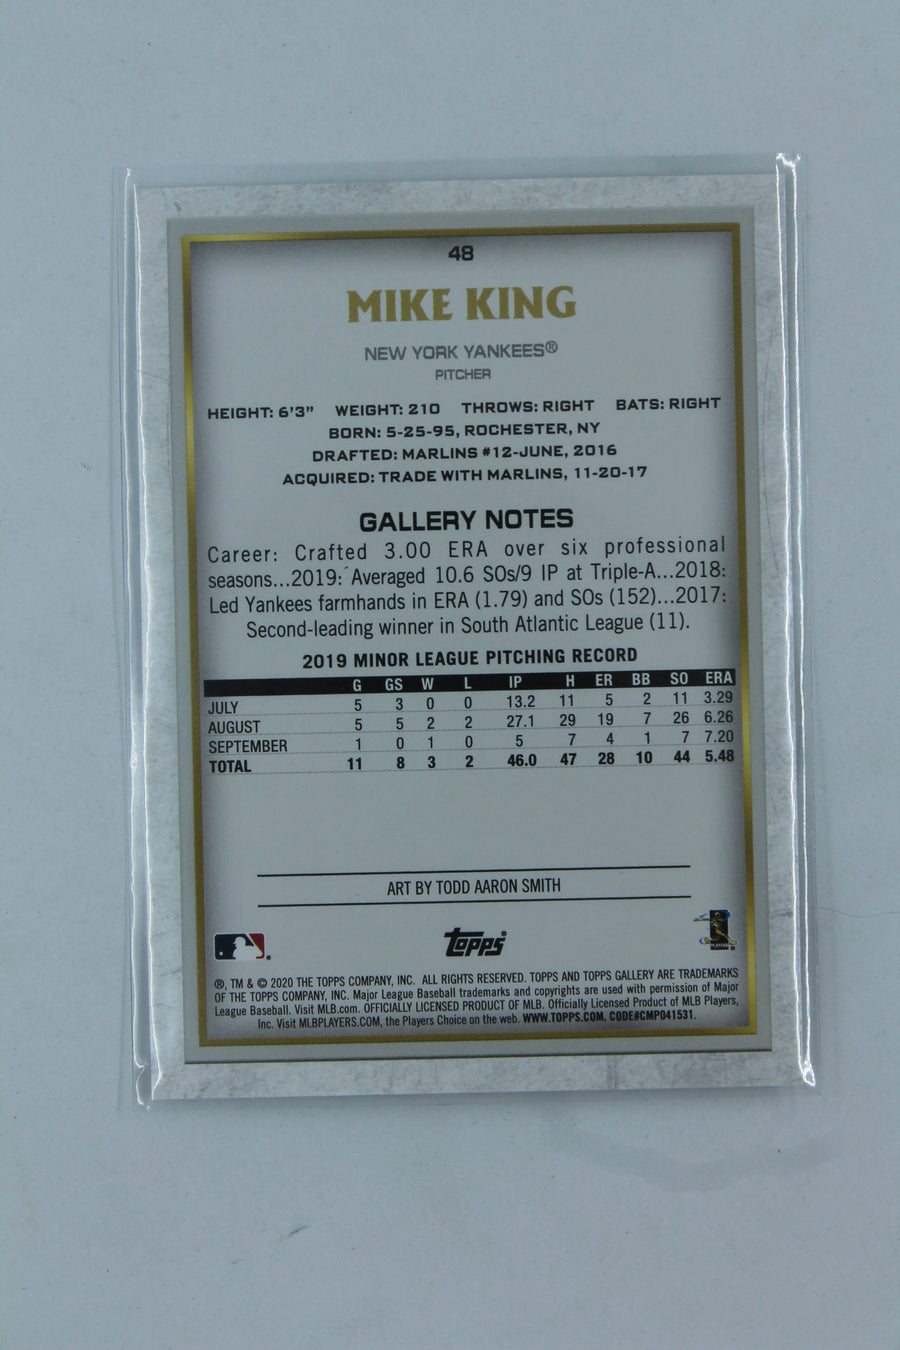 48
MIKE KING
NEW YORK YANKEES®
PITCHER
HEIGHT: 6'3" WEIGHT: 210 THROWS: RIGHT BATS: RIGHT
BORN: 5-25-95, ROCHESTER, NY
DRAFTED: MARLINS #12-JUNE, 2016
ACQUIRED: TRADE WITH MARLINS, 11-20-17
GALLERY NOTES
Career: Crafted 3.00 ERA over six professional
seasons...2019: Averaged 10.6 SOs/9 IP at Triple-A...2018:
Led Yankees farmhands in ERA (1.79) and SOs (152)...2017:
Second-leading winner in South Atlantic League (11).
2019 MINOR LEAGUE PITCHING RECORD
G GS W L IP H ER BB SO ERA
JULY 5 3 0 0 13.2 11 5 2 11 3.29
AUGUST 5 5 2 2 27.1 29 19 7 26 6.26
SEPTEMBER 1 0 1 0 5 7 4 1 7 7.20
TOTAL 11 8 3 2 46.0 47 28 10 44 5.48
ART BY TODD AARON SMITH
Topps
PLAYERS
®, TM & © 2020 THE TOPPS COMPANY, INC. ALL RIGHTS RESERVED. TOPPS AND TOPPS GALLERY ARE TRADEMARKS
OF THE TOPPS COMPANY, INC. Major League Baseball trademarks and copyrights are used with permission of Major
League Baseball. Visit MLB.com. OFFICIALLY LICENSED PRODUCT OF MLB. Officially Licensed Product of MLB Players,
Inc. Visit MLBPLAYERS.COM, the Players Choice on the web. WWW.TOPPS.COM. CODE#CMP041531.